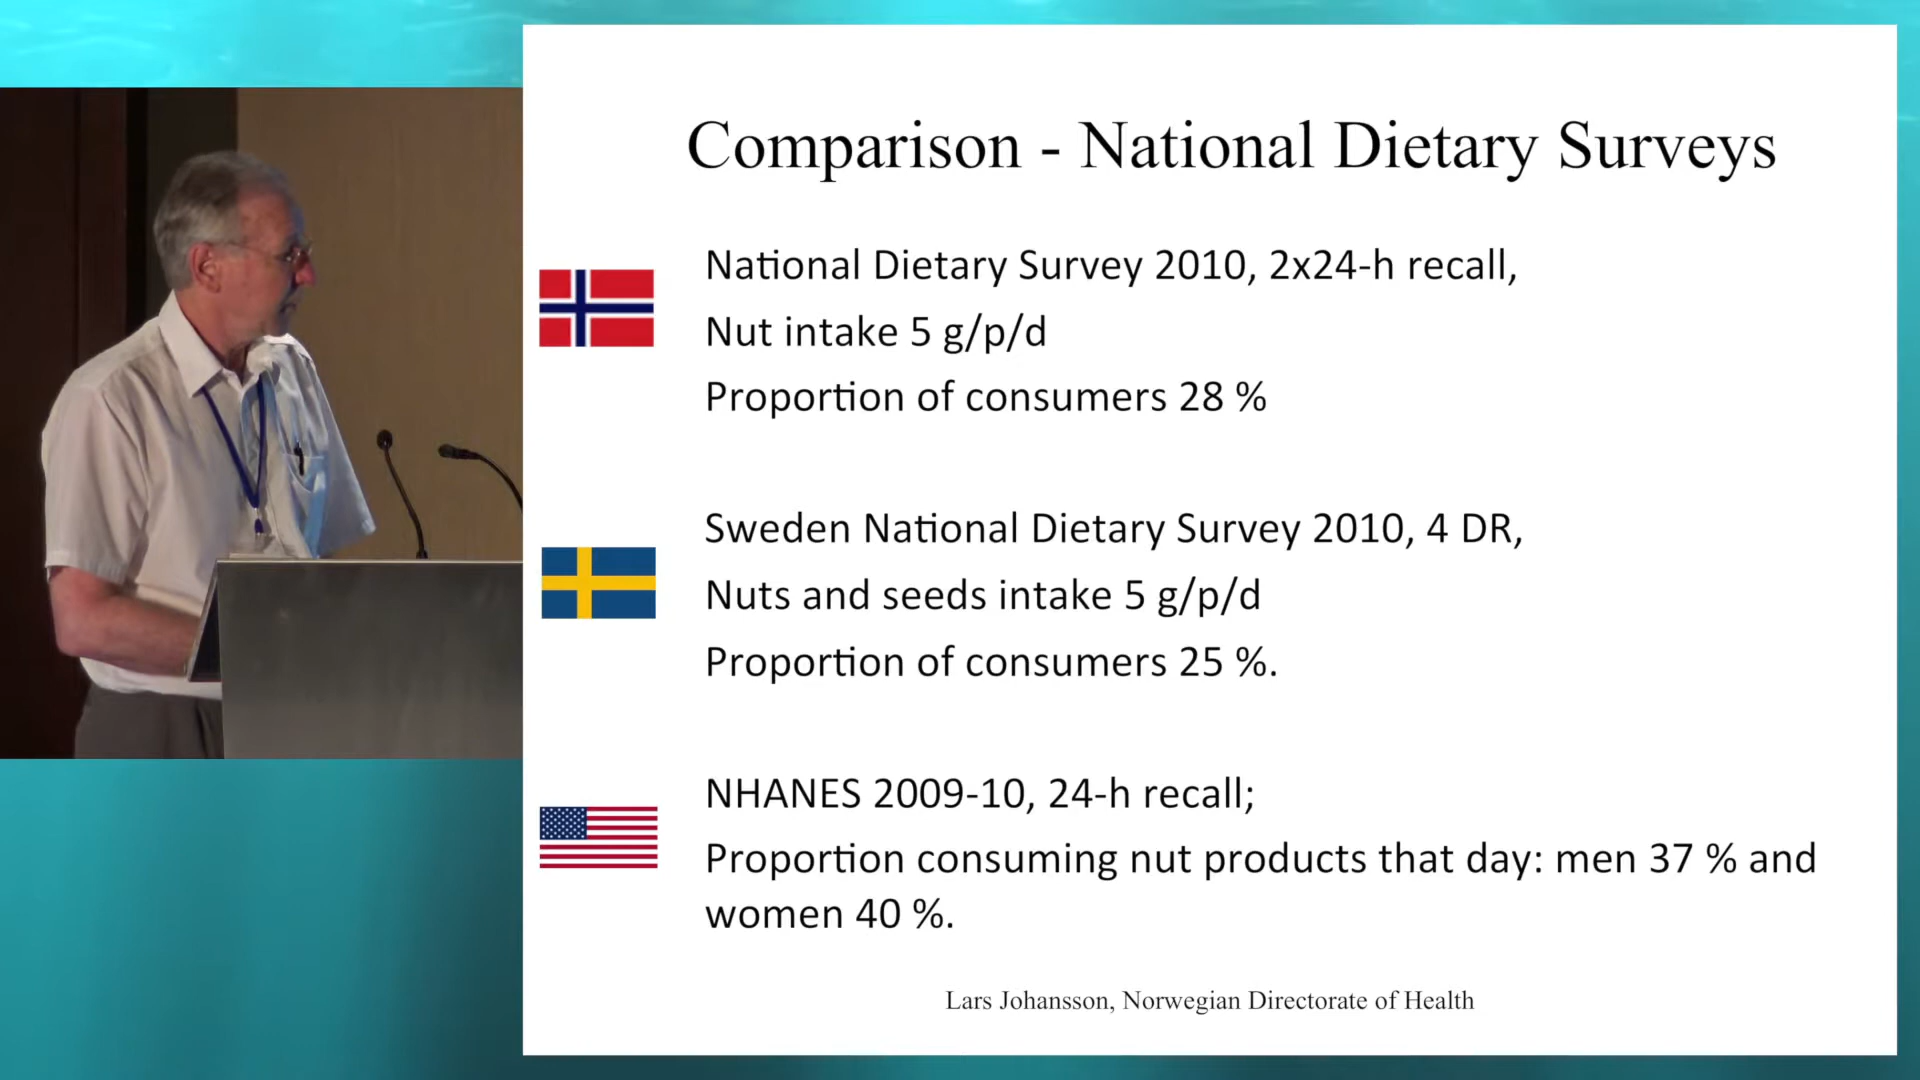 Comparison - National Dietary Surveys
National Dietary Survey 2010, 2x24-h recall,
Nut intake 5 g/p/d
Proportion of consumers 28 %
Sweden National Dietary Survey 2010, 4 DR,
Nuts and seeds intake 5 g/p/d
Proportion of consumers 25 %.
NHANES 2009-10, 24-h recall;
Proportion consuming nut products that day: men 37 % and
women 40 %.
Lars Johansson, Norwegian Directorate of Health